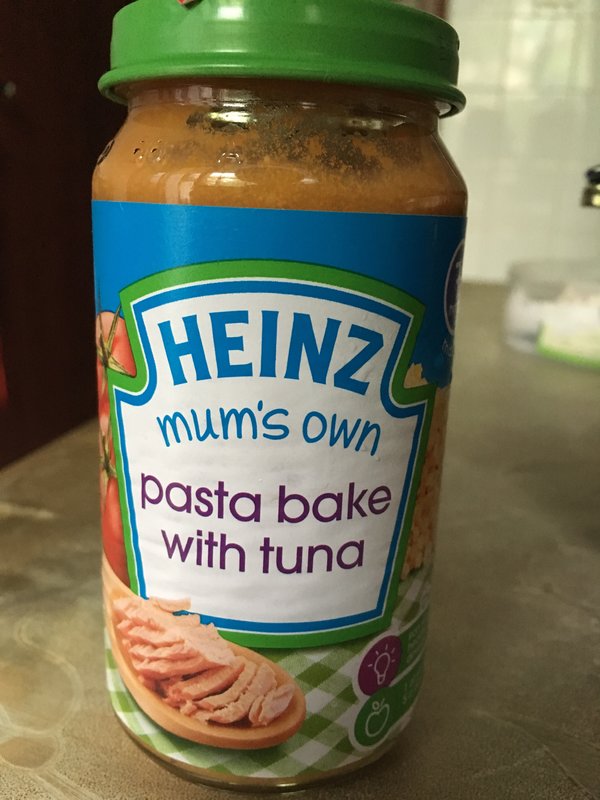 HEINZ
mum's own
pasta bake
with tuna